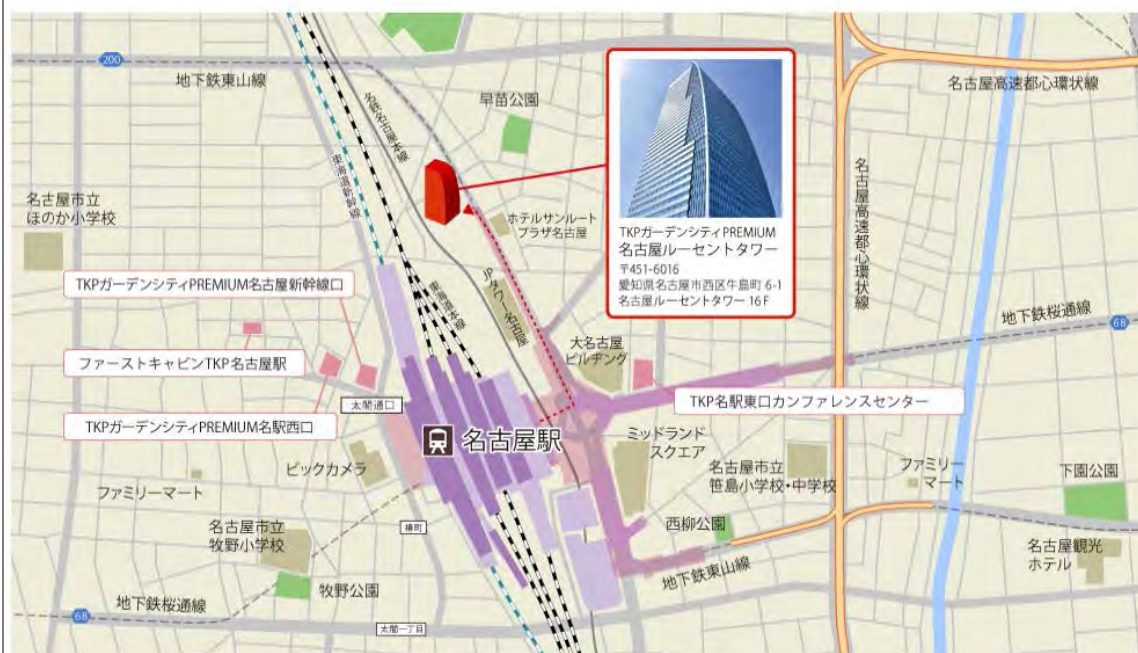 200
地下鉄東山線
名鉄名古屋本線
早苗公園
名古屋高速都心環状線
名古屋市立
ほのか小学校
東海道新幹線
ホテルサンルート
プラザ名古屋
TKPガーデンシティPREMIUM
名古屋ルーセントタワー
〒451-6016
愛知県名古屋市西区牛島町 6-1
名古屋ルーセントタワー 16F
名古屋高速都心環状線
TKPガーデンシティPREMIUM名古屋新幹線口
東海道本線
JPタワー名古屋
地下鉄桜通線
68
ファーストキャビンTKP名古屋駅
大名古屋
ビルヂング
太閤通口
TKP名駅東口カンファレンスセンター
TKPガーデンシティPREMIUM名駅西口
名古屋駅
ミッドランド
スクエア
ビックカメラ
名古屋市立
笹島小学校・中学校
ファミリー
マート
下園公園
ファミリーマート
椿町
西柳公園
名古屋市立
牧野小学校
名古屋観光
ホテル
地下鉄東山線
牧野公園
地下鉄桜通線
68
太閤一丁目